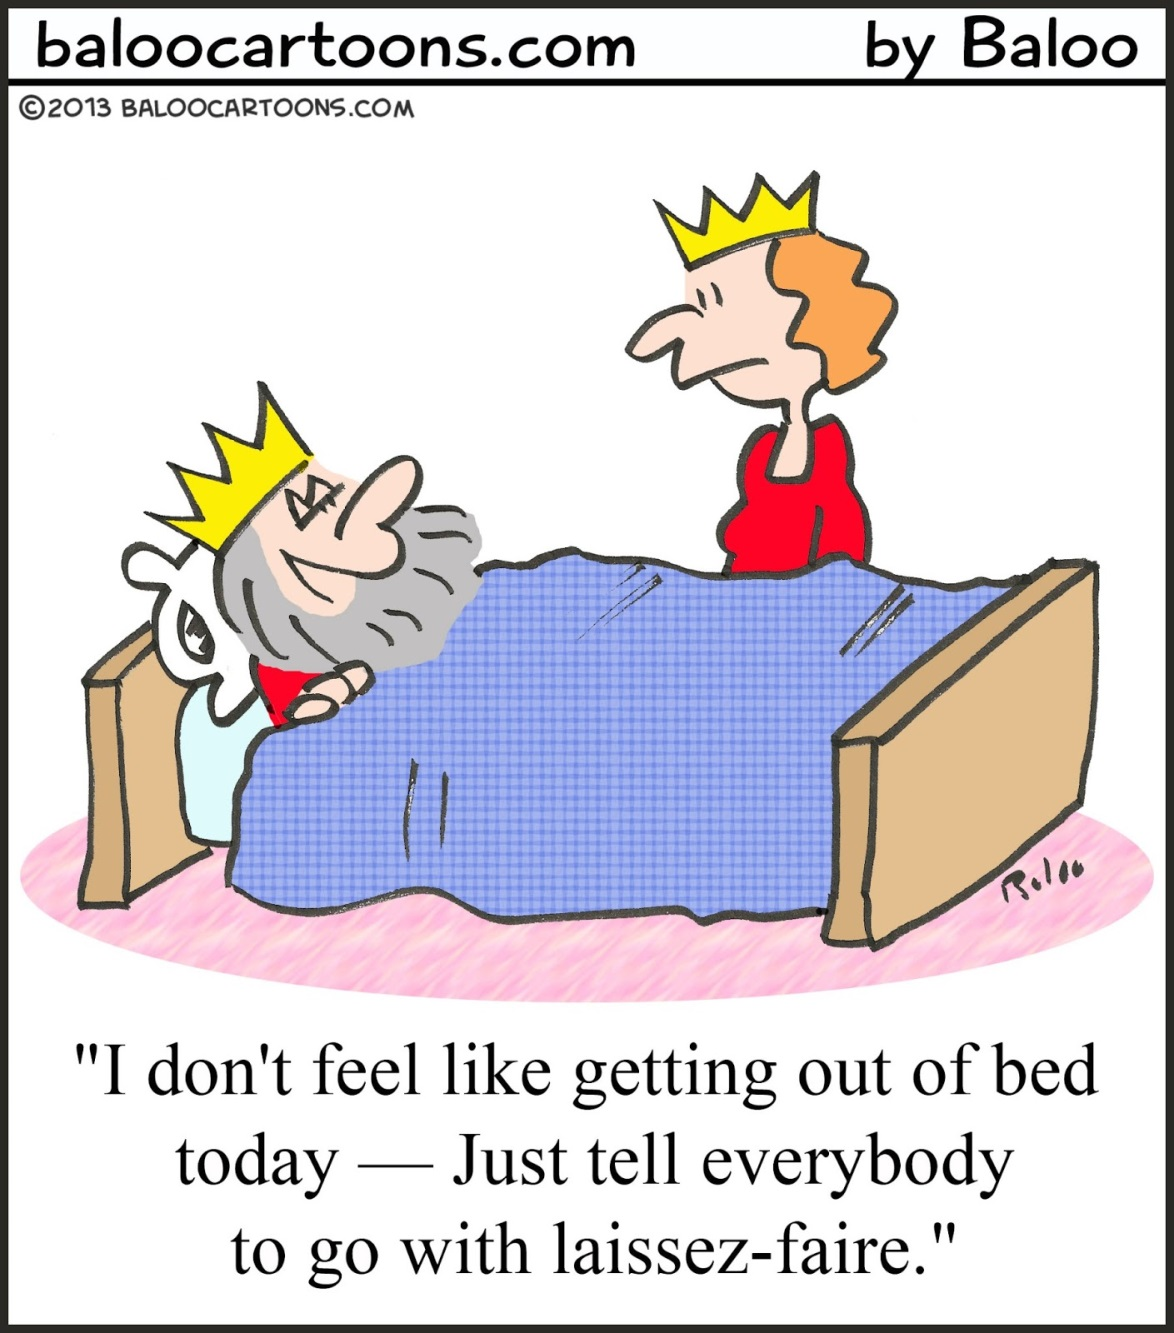 baloocartoons.com by Baloo
©2013 BALOOCARTOONS.COM
Baloo
"I don't feel like getting out of bed
today — Just tell everybody
to go with laissez-faire."